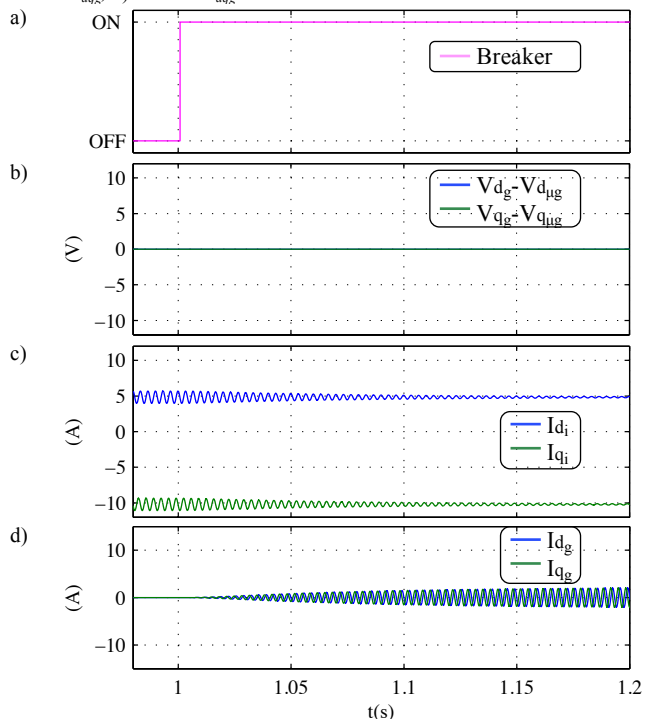 a)
ON
Breaker
OFF
b)
10
Vdg-Vdμg
5
Vqg-Vqμg
(V)
0
−5
−10
c)
10
5
(A)
0
Idi
−5
Iqi
−10
d)
Idg
10
Iqg
(A)
0
−10
1 1.05 1.1 1.15 1.2
t(s)